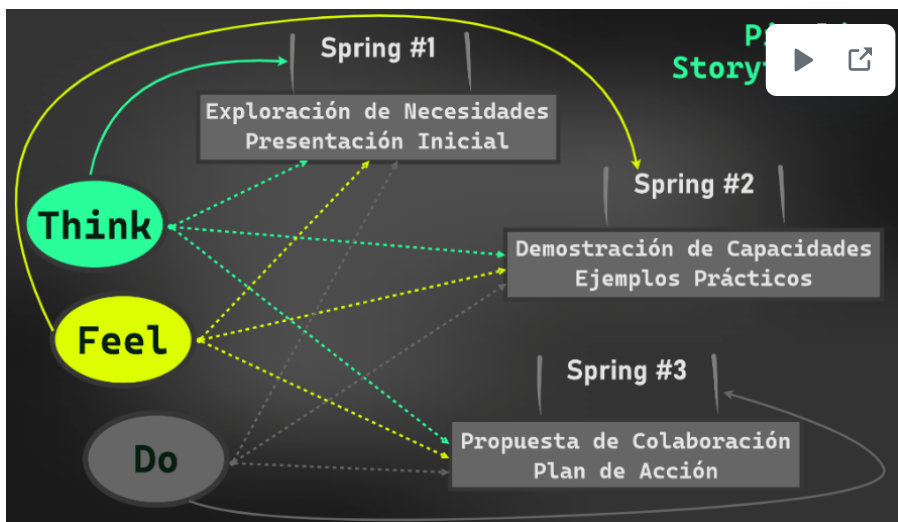 Spring #1
Exploración de Necesidades
Presentación Inicial
Think
Spring #2
Demostración de Capacidades
Ejemplos Prácticos
Feel
Spring #3
Propuesta de Colaboración
Plan de Acción
Do